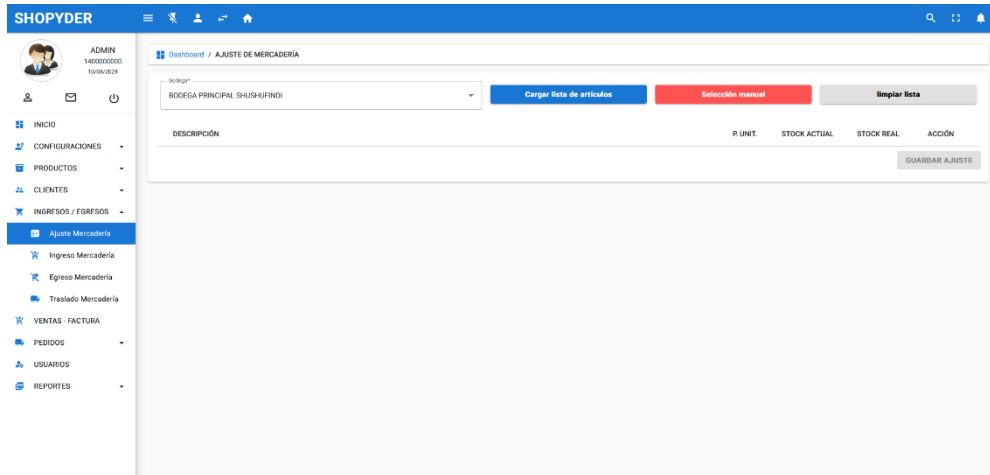 SHOPYDER
ADMIN
1400000000
10/08/2024
INICIO
CONFIGURACIONES
PRODUCTOS
CLIENTES
INGRESOS / EGRESOS
Ajuste Mercadería
Ingreso Mercadería
Egreso Mercadería
Traslado Mercadería
VENTAS - FACTURA
PEDIDOS
USUARIOS
REPORTES
Dashboard / AJUSTE DE MERCADERÍA
Bodega*
BODEGA PRINCIPAL SHUSHUFINDI
Cargar lista de artículos
Selección manual
limpiar lista
DESCRIPCIÓN P. UNIT. STOCK ACTUAL STOCK REAL ACCIÓN
GUARDAR AJUSTE